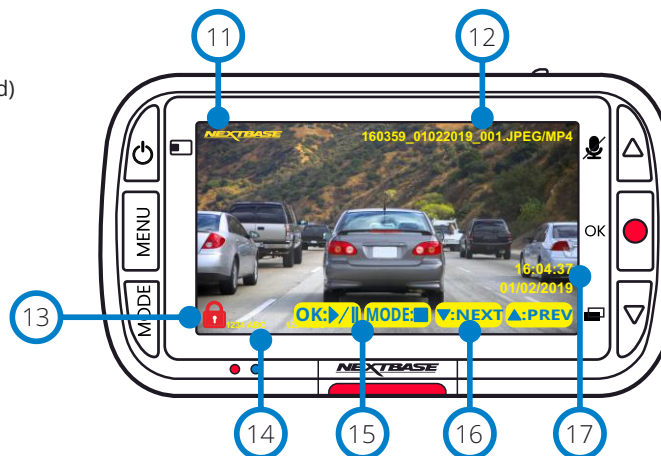 11
12
d)
NEXTBASE
160359_01022019_001.JPEG/MP4
MENU
OK
16:04:37
01/02/2019
MODE
13
OK: MODE: :NEXT :PREV
NEXTBASE
14
15
16
17